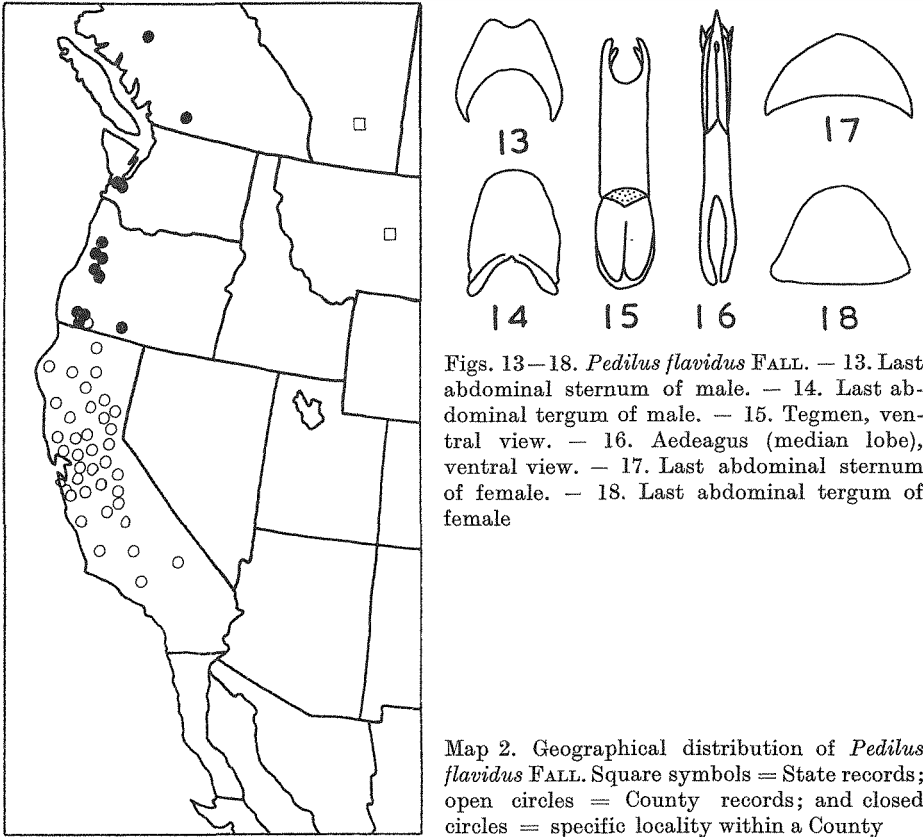 13
17
14
15
16
18
Figs. 13—18. Pedilus flavidus FALL. — 13. Last
abdominal sternum of male. — 14. Last ab-
dominal tergum of male. — 15. Tegmen, ven-
tral view. — 16. Aedeagus (median lobe),
ventral view. — 17. Last abdominal sternum
of female. — 18. Last abdominal tergum of
female
Map 2. Geographical distribution of Pedilus
flavidus FALL. Square symbols = State records;
open circles = County records; and closed
circles = specific locality within a County